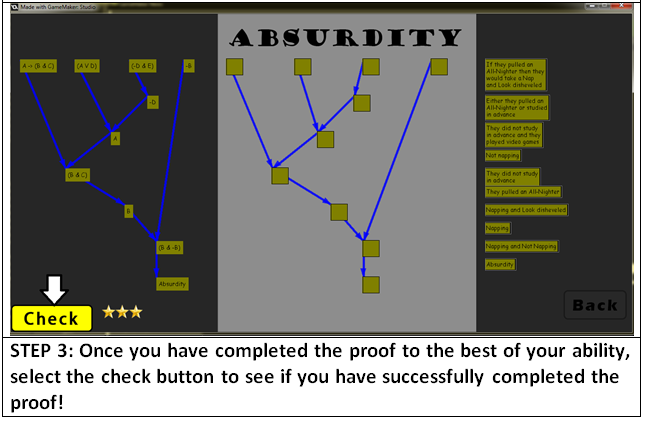 Made with GameMaker: Studio
ABSURDITY
A -> (B & C)
(A V D)
(-D & E)
-B
-D
A
(B & C)
B
(B & -B)
Absurdity
If they pulled an
All-Nighter then they
would take a Nap
and Look disheveled
Either they pulled an
All-Nighter or studied
in advance
They did not study
in advance and they
played video games
Not napping
They did not study
in advance
They pulled an All-Nighter
Napping and Look disheveled
Napping
Napping and Not Napping
Absurdity
Check
Back
STEP 3: Once you have completed the proof to the best of your ability,
select the check button to see if you have successfully completed the
proof!